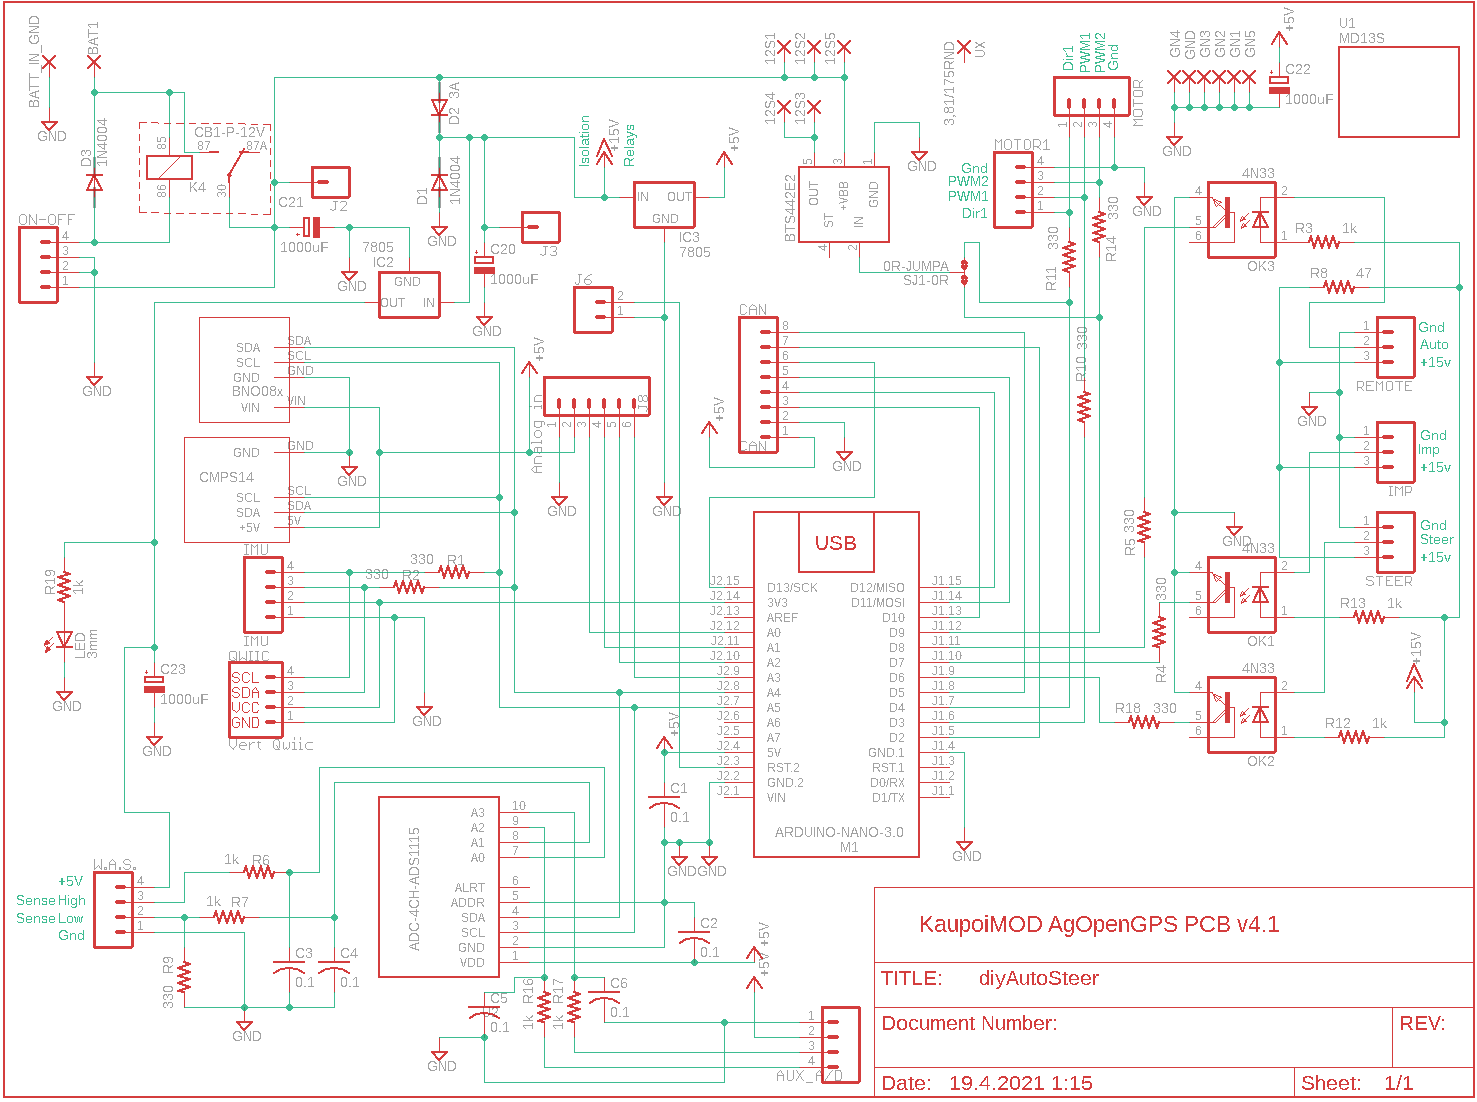 BATT_IN_GND
BAT1
GND
D3
1N4004
CB1-P-12V
85
87
87A
86
K4
30
C21
1000uF
J2
ON-OFF
4
3
2
1
GND
D2 3A
D1
1N4004
GND
7805
IC2
GND
OUT
IN
GND
C20
1000uF
GND
J3
Isolation
+15V
Relays
IN
OUT
GND
IC3
7805
+5V
J6
2
1
12S1
12S2
12S5
12S4
12S3
BTS442E2
5
3
1
OUT
+VBB
GND
ST
IN
4
2
GND
3,81/175RND
UX
0R-JUMPA
SJ1-0R
MOTOR1
Gnd
PWM2
PWM1
Dir1
4
3
2
1
Dir1
PWM1
PWM2
Gnd
MOTOR
1
2
3
4
GND
R11
330
R14
330
R10 330
GN4
GND
GN3
GN2
GN1
GN5
GND
+5V
C22
1000uF
U1
MD13S
4N33
4
5
6
2
1
OK3
R3
1k
R8
47
1
2
3
Gnd
Auto
+15v
REMOTE
GND
1
2
3
Gnd
Imp
+15v
IMP
1
2
3
Gnd
Steer
+15v
STEER
GND
4N33
4
5
6
2
1
OK1
R13
1k
R5 330
R4
330
+15V
4N33
4
5
6
2
1
OK2
R18
330
R12
1k
SDA
SCL
GND
BNO08x
VIN
SDA
SCL
GND
VIN
GND
CMPS14
SCL
SDA
+5V
GND
SCL
SDA
5V
GND
+5V
J8
Analog in
1
2
3
4
5
6
GND
GND
CAN
8
7
6
5
4
3
2
1
CAN
+5V
GND
IMU
4
3
2
1
IMU
330
R1
330
R2
QWIIC
SCL
SDA
VCC
GND
4
3
2
1
Vert Qwiic
GND
R19
1k
LED
3mm
GND
C23
1000uF
GND
USB
J2.15
J2.14
J2.13
J2.12
J2.11
J2.10
J2.9
J2.8
J2.7
J2.6
J2.5
J2.4
J2.3
J2.2
J2.1
D13/SCK
3V3
AREF
A0
A1
A2
A3
A4
A5
A6
A7
5V
RST.2
GND.2
VIN
D12/MISO
D11/MOSI
D10
D9
D8
D7
D6
D5
D4
D3
D2
GND.1
RST.1
D0/RX
D1/TX
J1.15
J1.14
J1.13
J1.12
J1.11
J1.10
J1.9
J1.8
J1.7
J1.6
J1.5
J1.4
J1.3
J1.2
J1.1
ARDUINO-NANO-3.0
M1
GND
+5V
C1
0.1
GND
GND
ADC-4CH-ADS1115
A3
A2
A1
A0
ALRT
ADDR
SDA
SCL
GND
VDD
10
9
8
7
6
5
4
3
2
1
C2
0.1
+5V
+5V
W.A.S.
+5V
Sense High
Sense Low
Gnd
4
3
2
1
1k
R6
1k
R7
R9
330
C3
0.1
C4
0.1
GND
C5
0.1
GND
R16
1k
R17
1k
C6
0.1
1
2
3
4
AUX_A/D
KaupoiMOD AgOpenGPS PCB v4.1
TITLE: diyAutoSteer
Document Number:
REV:
Date: 19.4.2021 1:15
Sheet: 1/1